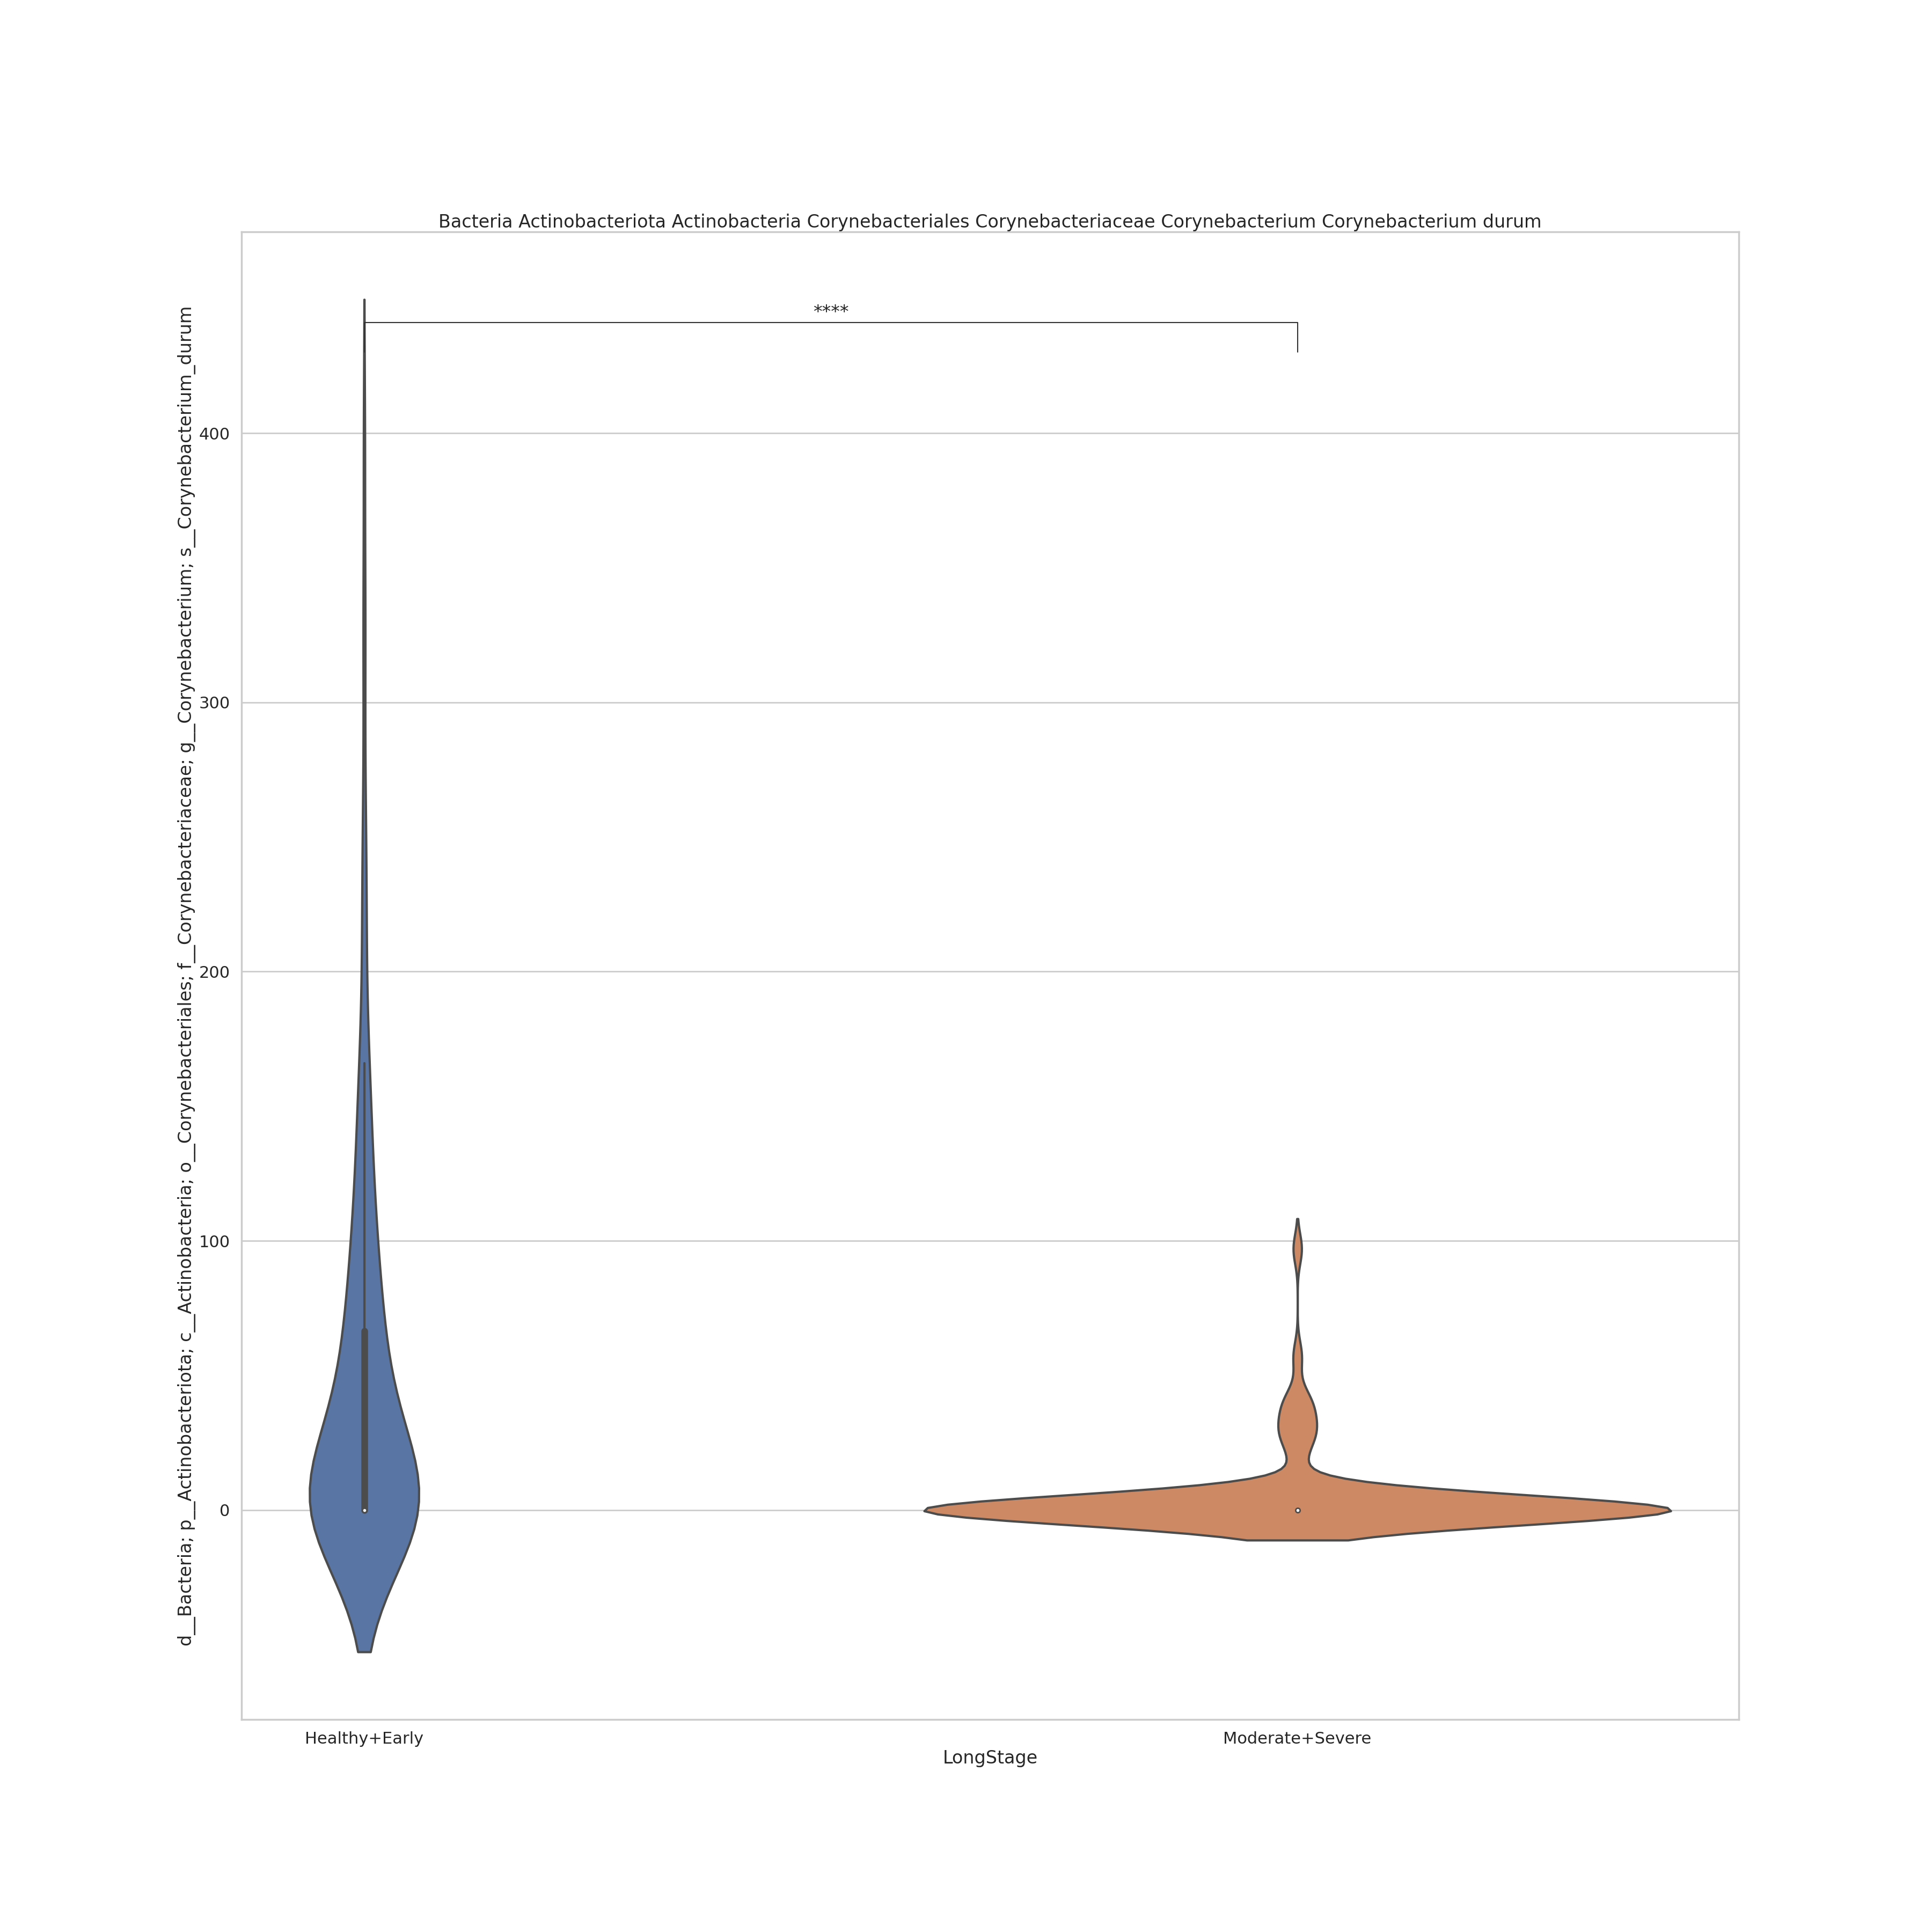 Bacteria Actinobacteriota Actinobacteria Corynebacteriales Corynebacteriaceae Corynebacterium Corynebacterium durum
****
d__Bacteria; p__Actinobacteriota; c__Actinobacteria; o__Corynebacteriales; f__Corynebacteriaceae; g__Corynebacterium; s__Corynebacterium_durum
400
300
200
100
0
Healthy+Early
Moderate+Severe
LongStage